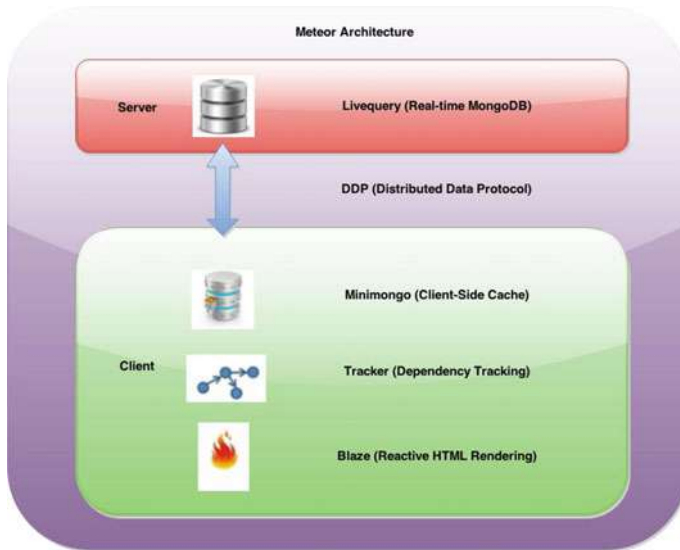 Meteor Architecture
Server
Livequery (Real-time MongoDB)
DDP (Distributed Data Protocol)
Minimongo (Client-Side Cache)
Client
Tracker (Dependency Tracking)
Blaze (Reactive HTML Rendering)